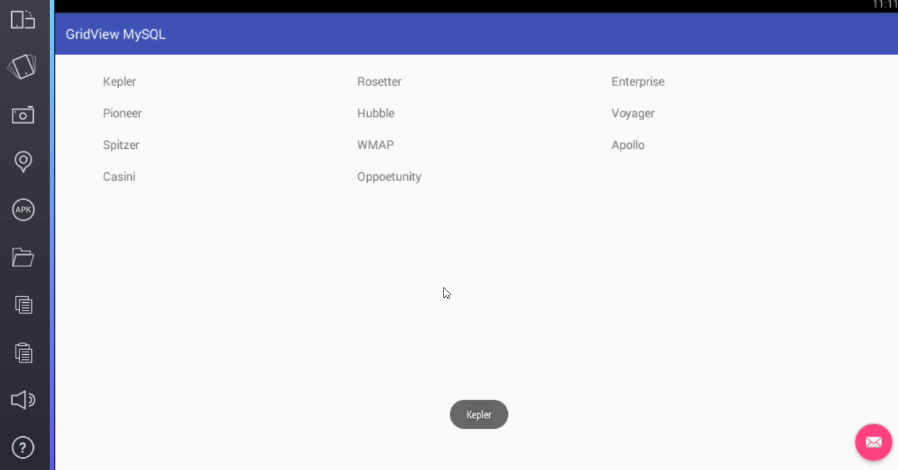 11:11
GridView MySQL
Kepler Rosetter Enterprise
Pioneer Hubble Voyager
Spitzer WMAP Apollo
APK
Casini Oppoetunity
Kepler
?